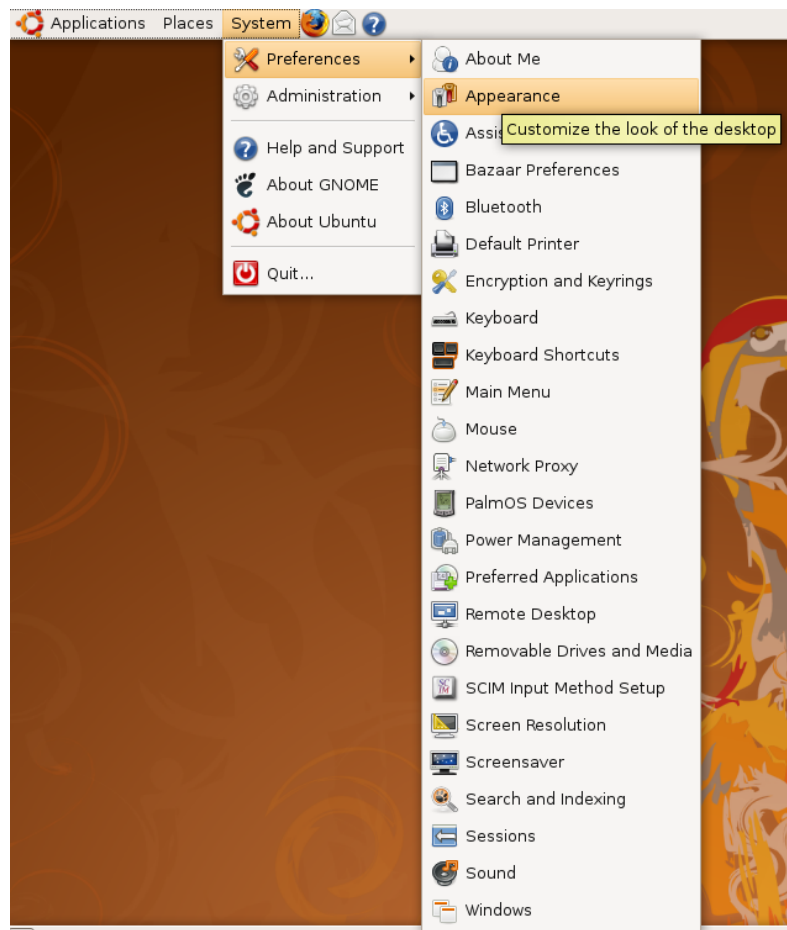 Applications Places System
Preferences
Administration
Help and Support
About GNOME
About Ubuntu
Quit...
About Me
Appearance
Customize the look of the desktop
Bazaar Preferences
Bluetooth
Default Printer
Encryption and Keyrings
Keyboard
Keyboard Shortcuts
Main Menu
Mouse
Network Proxy
PalmOS Devices
Power Management
Preferred Applications
Remote Desktop
Removable Drives and Media
SCIM Input Method Setup
Screen Resolution
Screensaver
Search and Indexing
Sessions
Sound
Windows